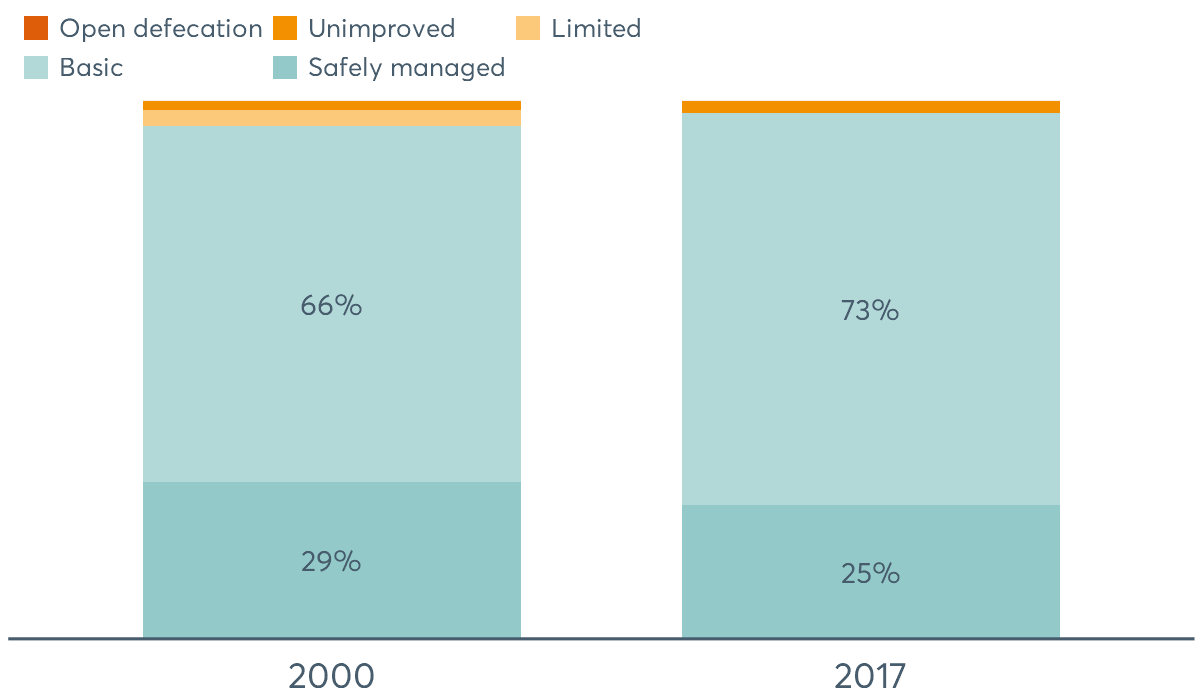 Open defecation Unimproved Limited
Basic Safely managed
66% 73%
29% 25%
2000 2017